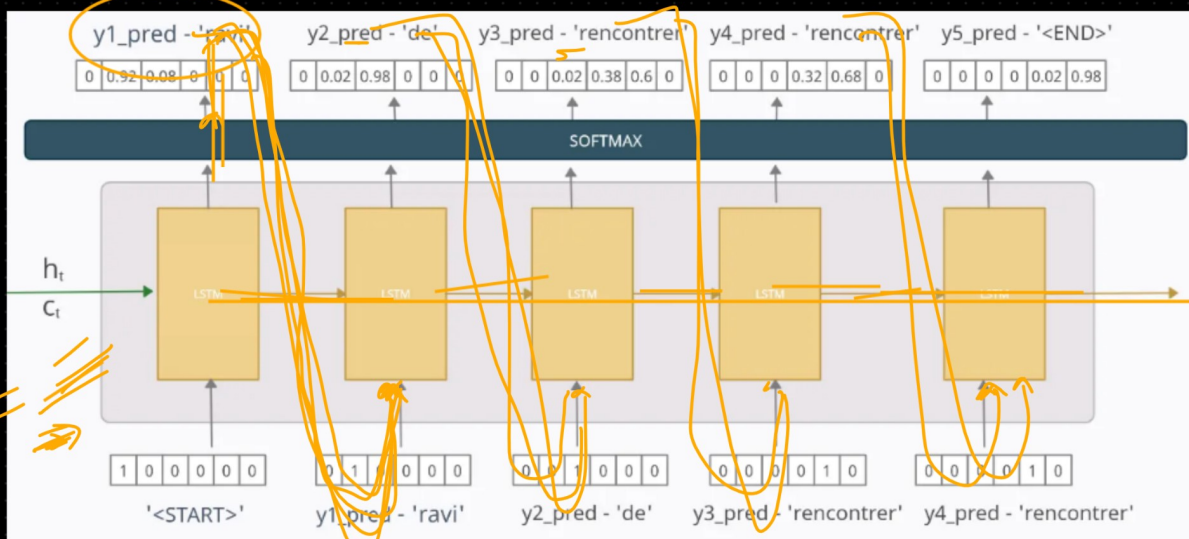 y1_pred - 'ravi' y2_pred - 'de' y3_pred - 'rencontrer' y4_pred - 'rencontrer' y5_pred - '<END>'
0 0.92 0.08 0 0 0 0 0.02 0.98 0 0 0 0 0 0.02 0.38 0.6 0 0 0 0 0.32 0.68 0 0 0 0 0 0.02 0.98
SOFTMAX
hₜ
LSTM LSTM LSTM LSTM LSTM
cₜ
1 0 0 0 0 0 0 1 0 0 0 0 0 0 1 0 0 0 0 0 0 0 1 0 0 0 0 0 1 0
'<START>' y1_pred - 'ravi' y2_pred - 'de' y3_pred - 'rencontrer' y4_pred - 'rencontrer'